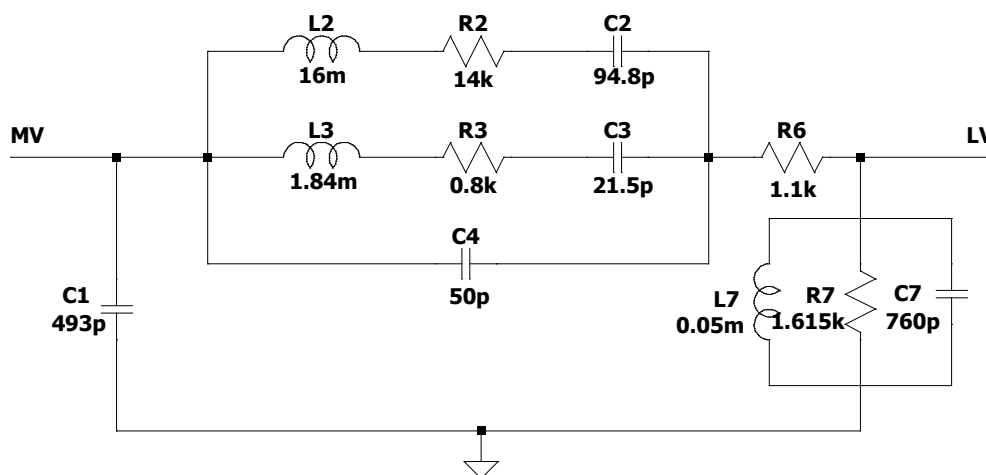 L2
R2
C2
16m
14k
94.8p
MV
L3
R3
C3
R6
LV
1.84m
0.8k
21.5p
1.1k
C4
50p
C1
493p
L7
R7
C7
0.05m
1.615k
760p